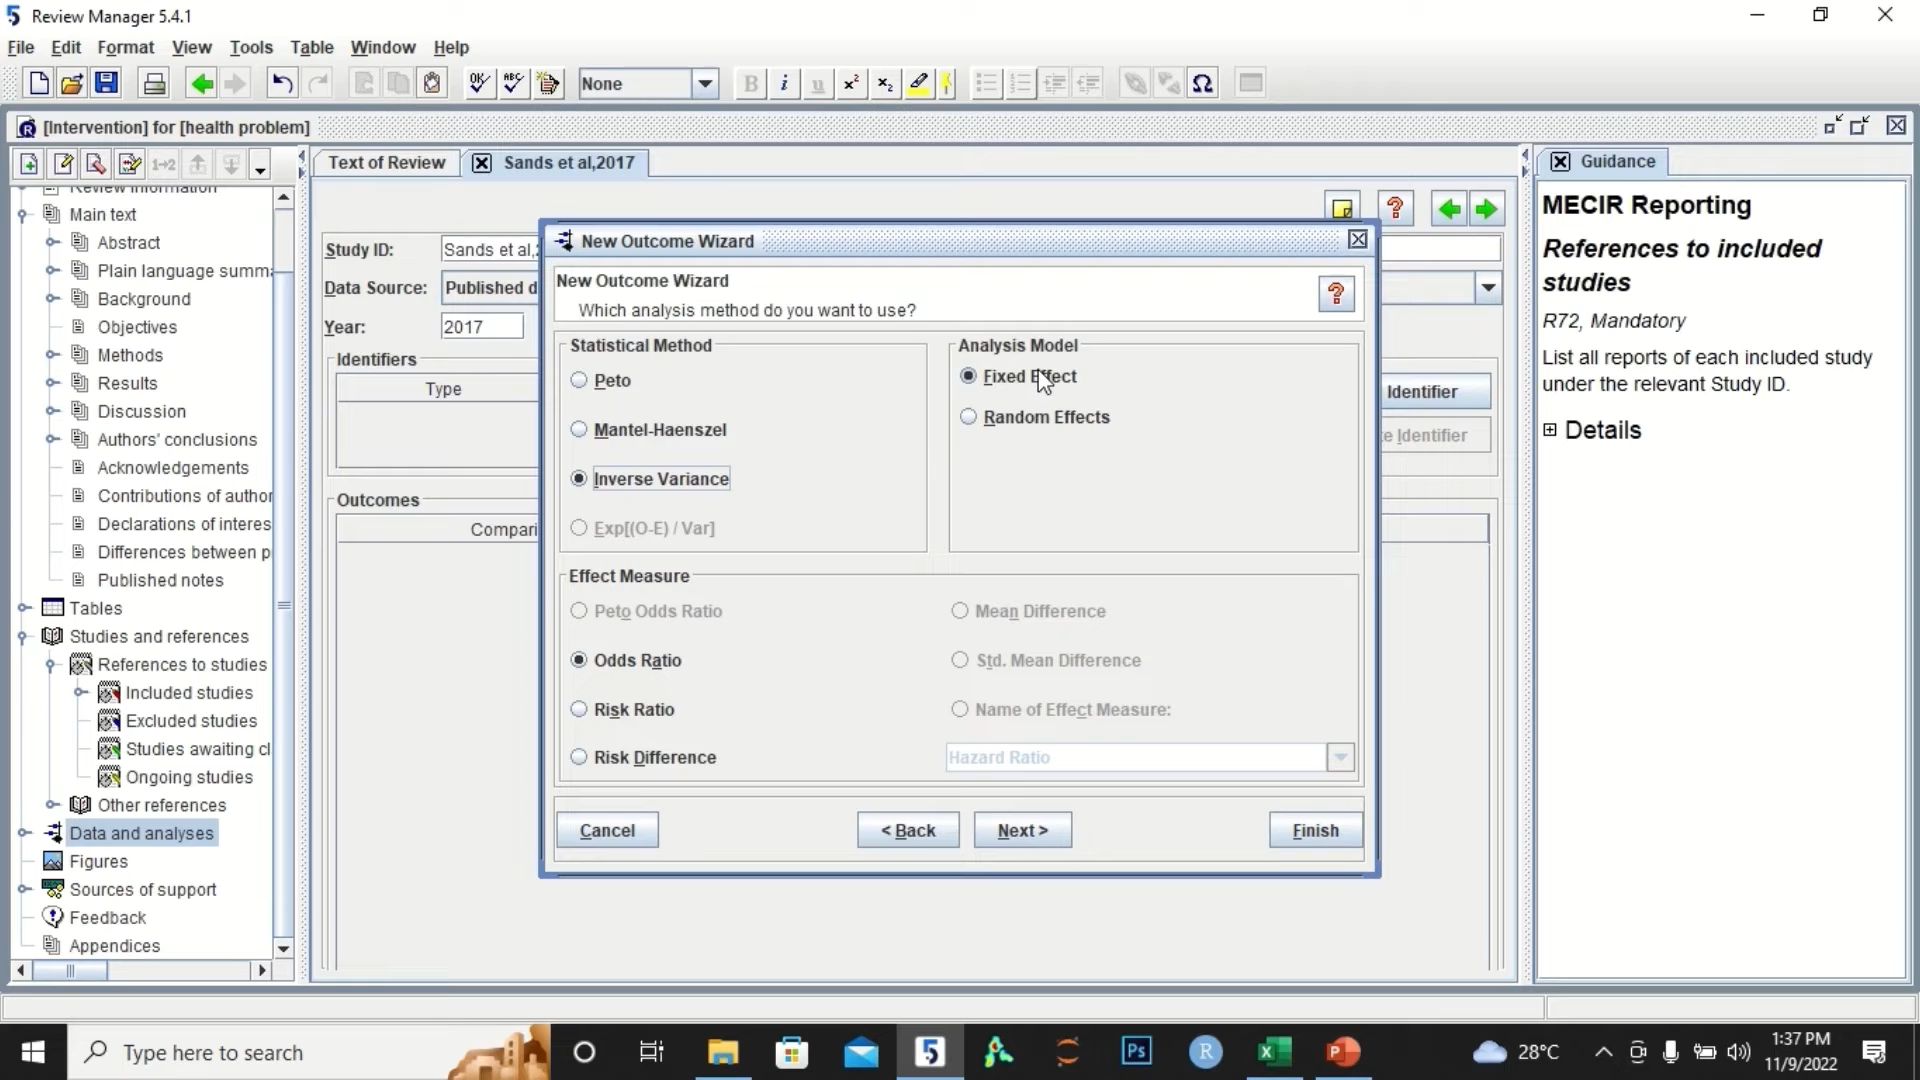 Review Manager 5.4.1
File Edit Format View Tools Table Window Help
None B i u x² x₂ Ω
[Intervention] for [health problem]
1→2 Text of Review Sands et al,2017 Guidance
Review information
Main text
Abstract
Plain language summ
Background
Objectives
Methods
Results
Discussion
Authors' conclusions
Acknowledgements
Contributions of author
Declarations of interes
Differences between p
Published notes
Tables
Studies and references
References to studies
Included studies
Excluded studies
Studies awaiting cl
Ongoing studies
Other references
Data and analyses
Figures
Sources of support
Feedback
Appendices
Study ID: Sands et al,
Data Source: Published d
Year: 2017
Identifiers
Type
Identifier
e Identifier
Outcomes
Compari
New Outcome Wizard
New Outcome Wizard
Which analysis method do you want to use?
Statistical Method
Peto
Mantel-Haenszel
Inverse Variance
Exp[(O-E) / Var]
Analysis Model
Fixed Effect
Random Effects
Effect Measure
Peto Odds Ratio
Odds Ratio
Risk Ratio
Risk Difference
Mean Difference
Std. Mean Difference
Name of Effect Measure:
Hazard Ratio
Cancel < Back Next > Finish
MECIR Reporting
References to included
studies
R72, Mandatory
List all reports of each included study
under the relevant Study ID.
Details
Type here to search
5
Ps
R
28°C
1:37 PM
11/9/2022